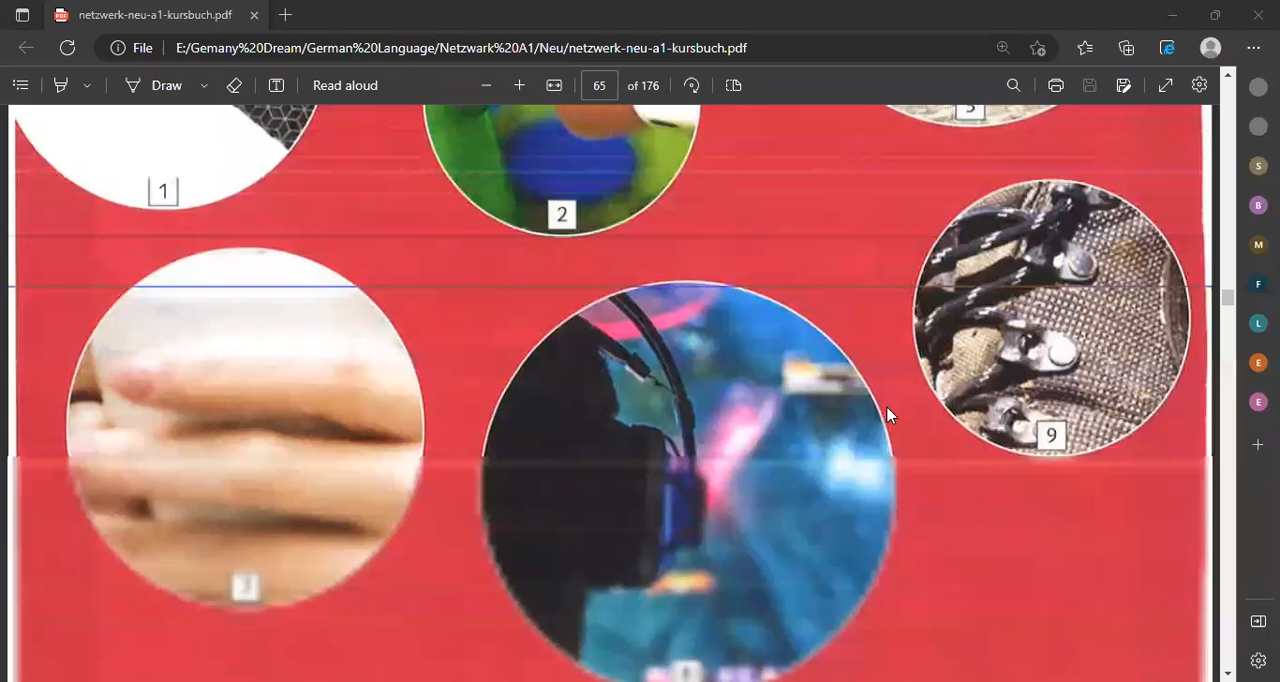 netzwerk-neu-a1-kursbuch.pdf
File
E:/Gemany%20Dream/German%20Language/Netzwark%20A1/Neu/netzwerk-neu-a1-kursbuch.pdf
Draw
Read aloud
65
of 176
1
2
9
3
S
B
M
F
L
E
E